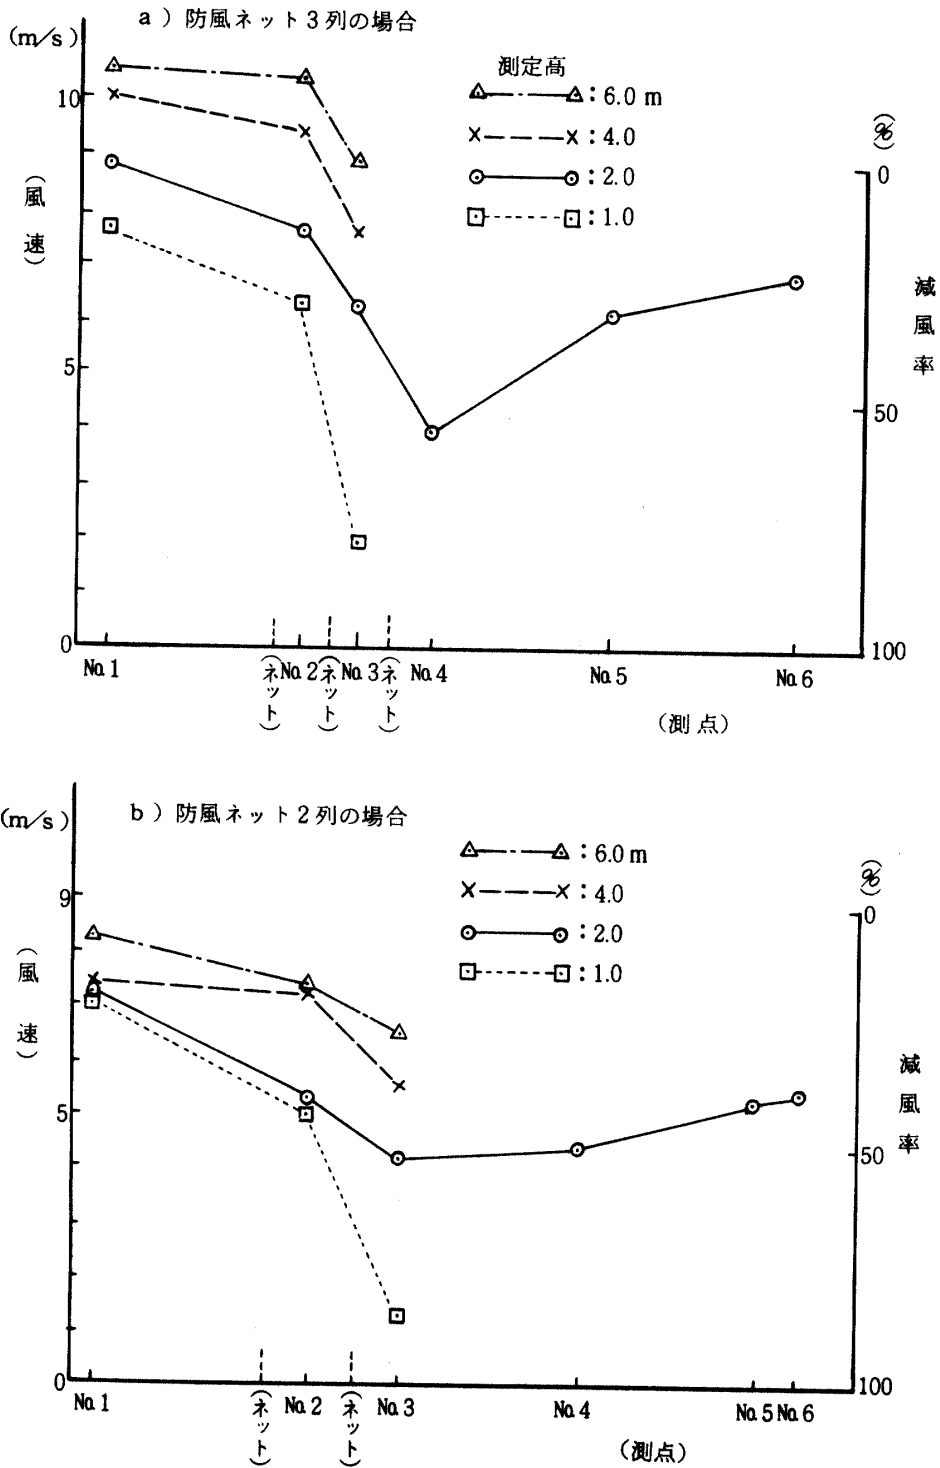 a ) 防風ネット3列の場合
(m/s)
測定高
10
:6.0 m
:4.0
:2.0
:1.0
(%)
0
(風速)
減風率
5
50
0
100
No.1
(ネット)
No.2
(ネット)
No.3
(ネット)
No.4
No.5
No.6
(測点)
b ) 防風ネット2列の場合
(m/s)
:6.0 m
:4.0
:2.0
:1.0
(%)
9
0
(風速)
減風率
5
50
0
100
No.1
(ネット)
No.2
(ネット)
No.3
No.4
No.5
No.6
(測点)